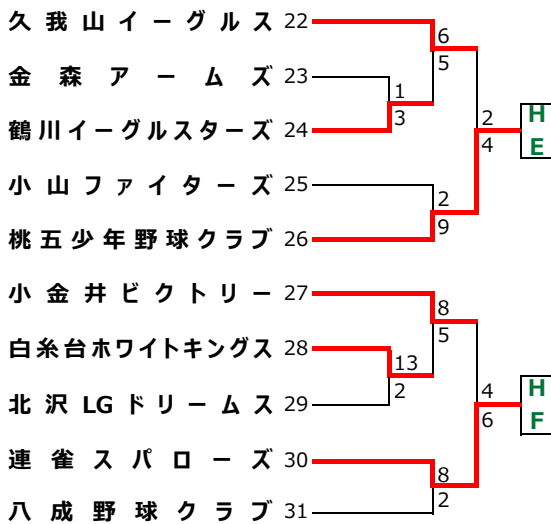 久我山イーグルス 22
6
5
金森アームズ 23
1
3
鶴川イーグルスターズ 24
2
4
HE
小山ファイターズ 25
2
9
桃五少年野球クラブ 26
小金井ビクトリー 27
8
5
白糸台ホワイトキングス 28
13
2
北沢LGドリームス 29
4
6
HF
連雀スパローズ 30
8
2
八成野球クラブ 31